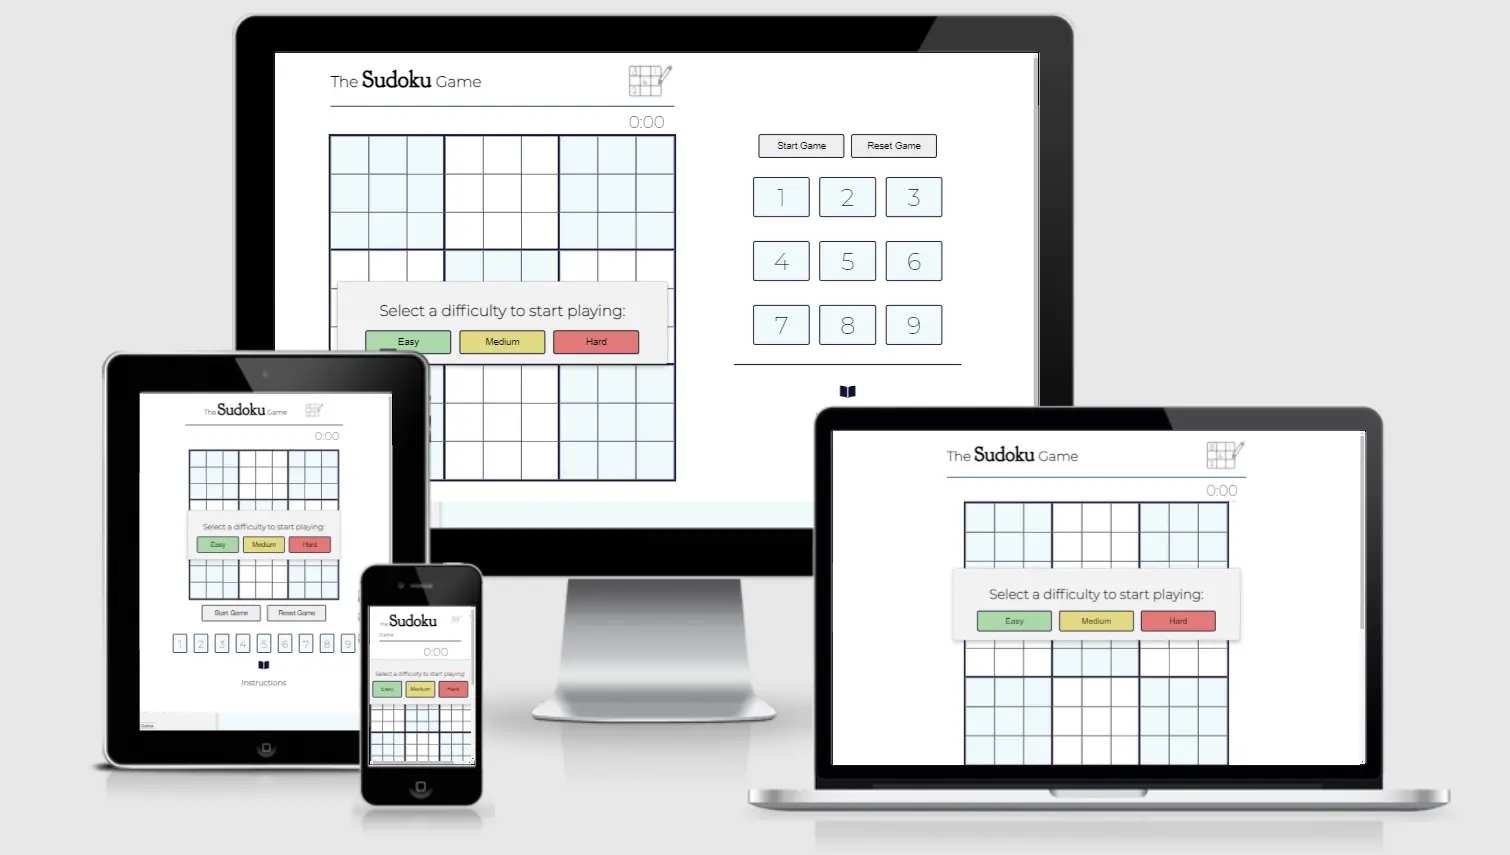 The Sudoku Game
0:00
Start Game Reset Game
1 2 3
4 5 6
7 8 9
Select a difficulty to start playing:
Easy Medium Hard
The Sudoku Game
0:00
Select a difficulty to start playing:
Easy Medium Hard
Start Game Reset Game
1 2 3 4 5 6 7 8 9
Instructions
The Sudoku
Game
0:00
Select a difficulty to start playing:
Easy Medium Hard
The Sudoku Game
0:00
Select a difficulty to start playing:
Easy Medium Hard